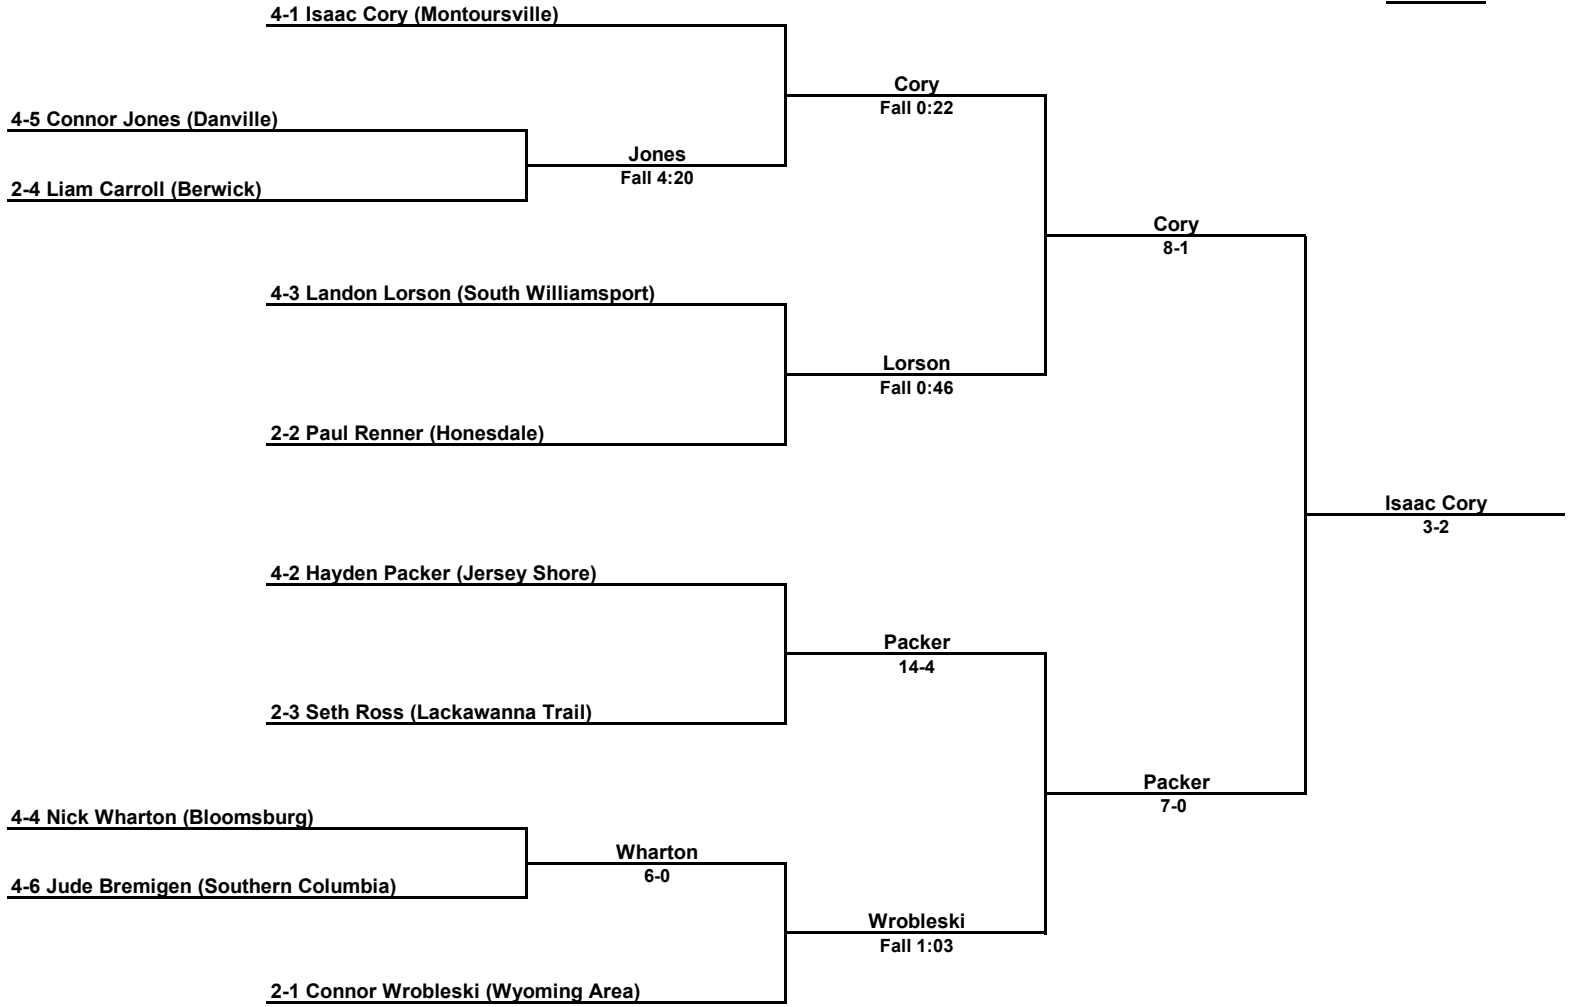 4-1 Isaac Cory (Montoursville)
Cory
Fall 0:22
4-5 Connor Jones (Danville)
Jones
Fall 4:20
2-4 Liam Carroll (Berwick)
Cory
8-1
4-3 Landon Lorson (South Williamsport)
Lorson
Fall 0:46
2-2 Paul Renner (Honesdale)
Isaac Cory
3-2
4-2 Hayden Packer (Jersey Shore)
Packer
14-4
2-3 Seth Ross (Lackawanna Trail)
Packer
7-0
4-4 Nick Wharton (Bloomsburg)
Wharton
6-0
4-6 Jude Bremigen (Southern Columbia)
Wrobleski
Fall 1:03
2-1 Connor Wrobleski (Wyoming Area)